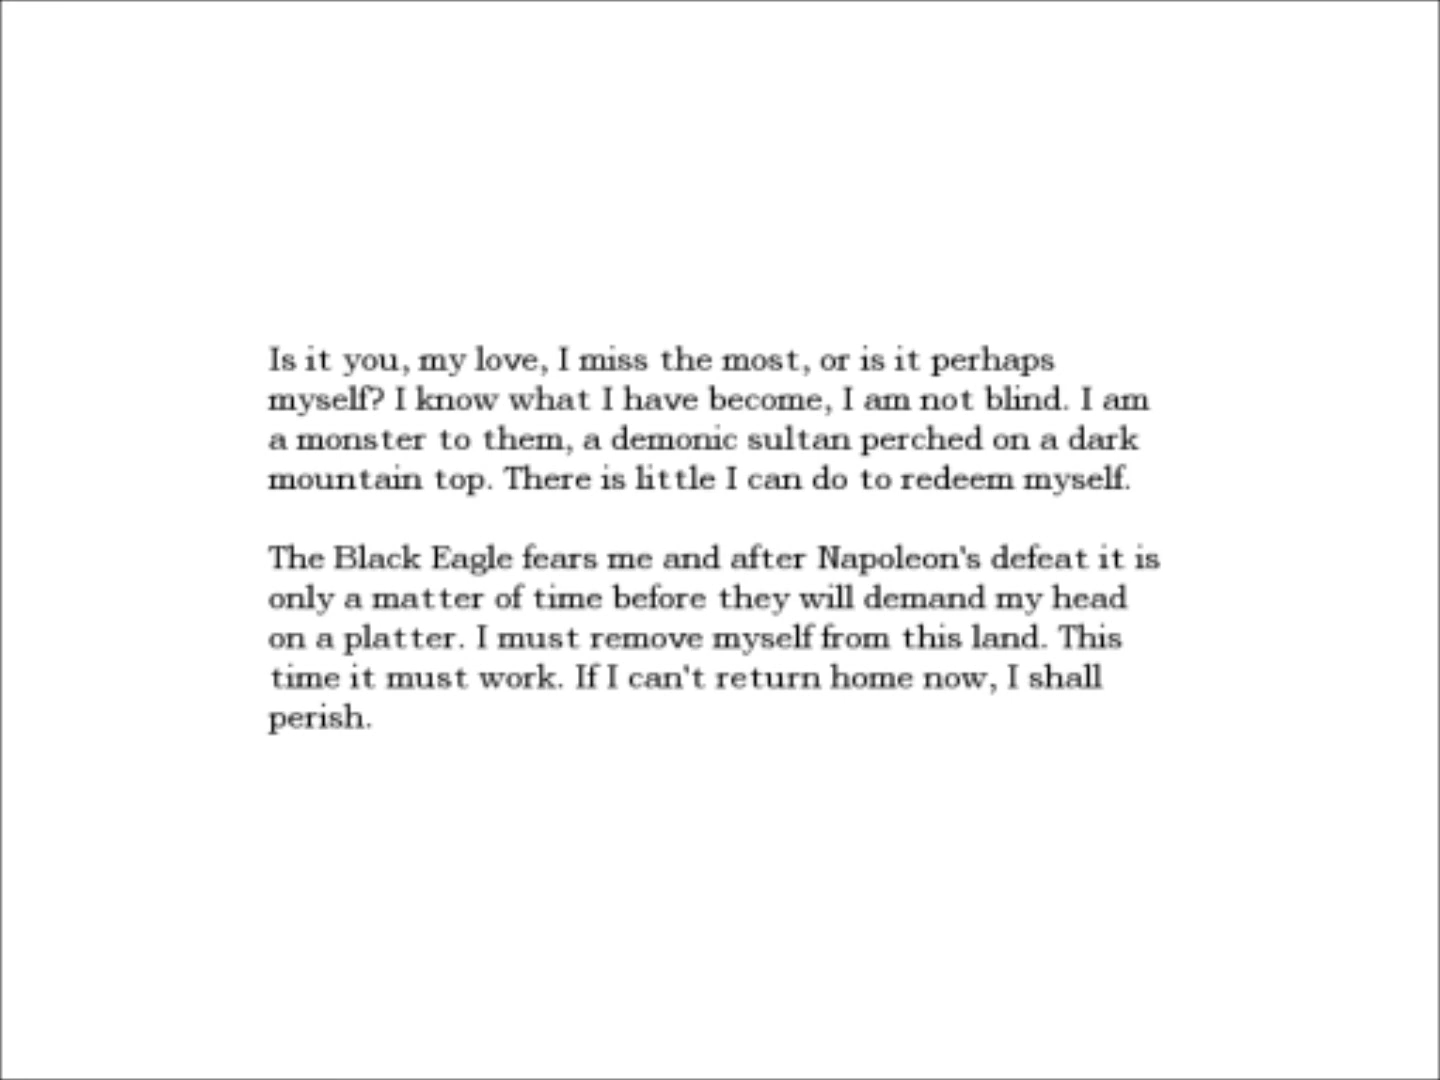 Is it you, my love, I miss the most, or is it perhaps
myself? I know what I have become, I am not blind. I am
a monster to them, a demonic sultan perched on a dark
mountain top. There is little I can do to redeem myself.
The Black Eagle fears me and after Napoleon's defeat it is
only a matter of time before they will demand my head
on a platter. I must remove myself from this land. This
time it must work. If I can't return home now, I shall
perish.